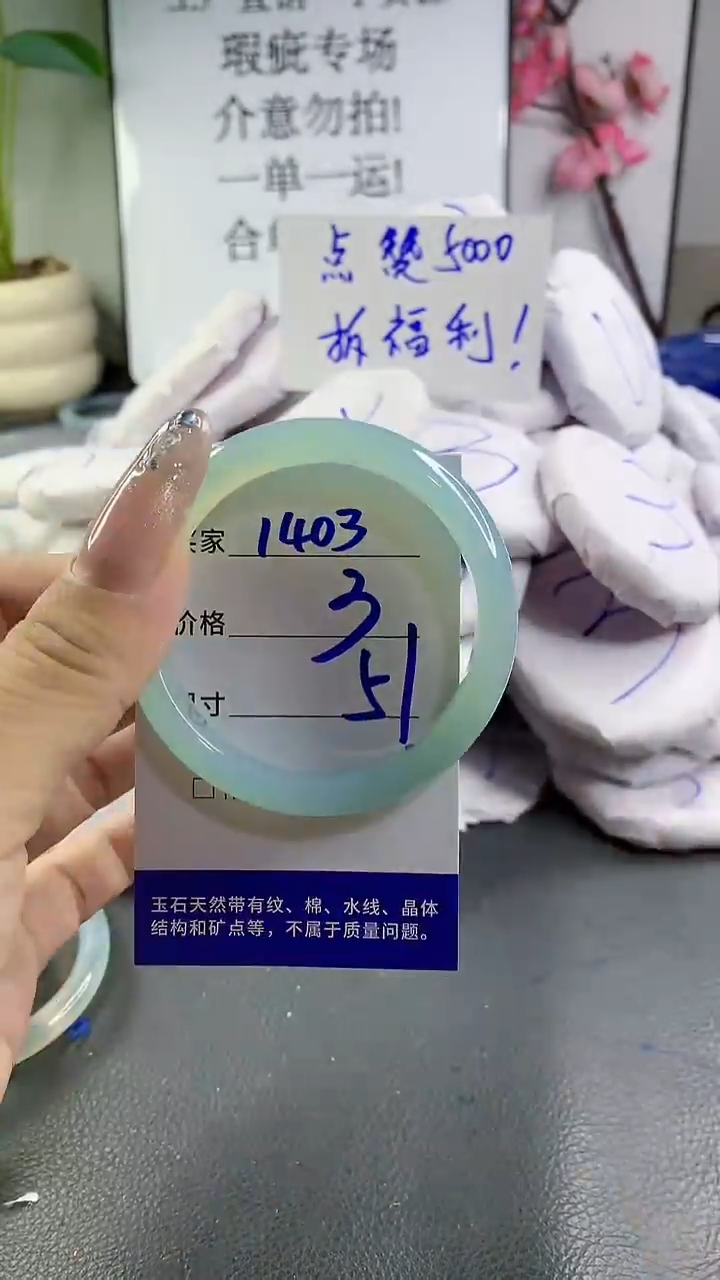 瑕疵专场
介意勿拍!
一单一运!
合
点赞5000
拆福利!
家 1403
价格 3
寸 51
玉石天然带有纹、棉、水线、晶体
结构和矿点等，不属于质量问题。